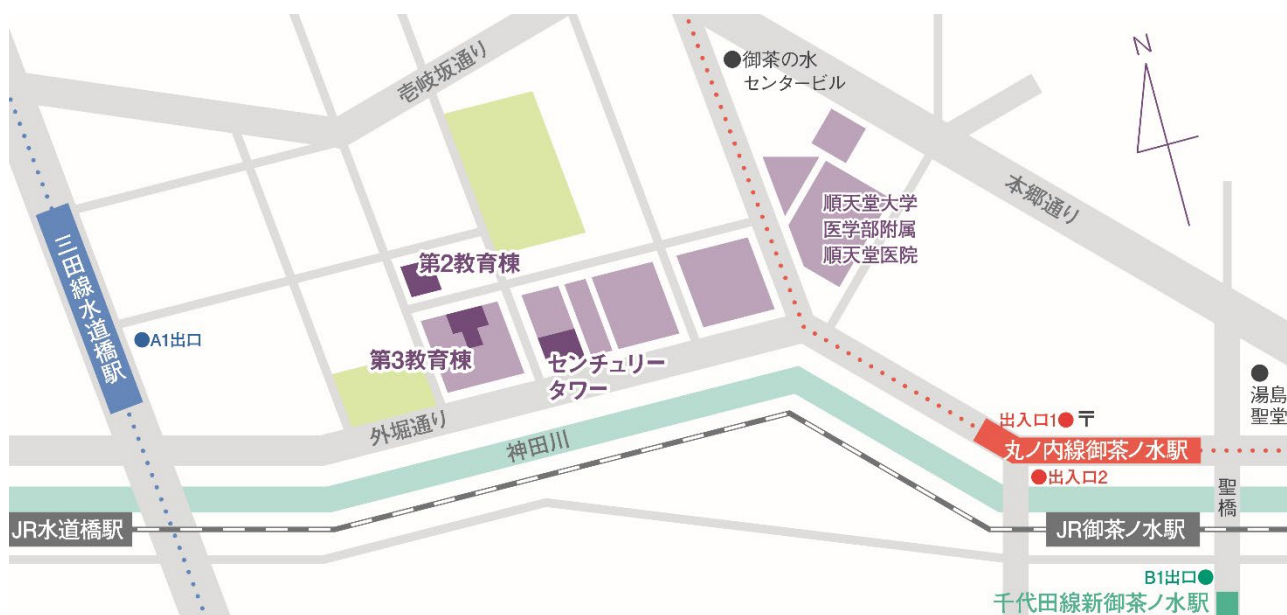 壱岐坂通り
御茶の水
センタービル
N
本郷通り
順天堂大学
医学部附属
順天堂医院
第2教育棟
三田線水道橋駅
A1出口
第3教育棟
センチュリー
タワー
外堀通り
神田川
湯島
聖堂
出入口1
〒
丸ノ内線御茶ノ水駅
出入口2
聖橋
JR水道橋駅
JR御茶ノ水駅
B1出口
千代田線新御茶ノ水駅